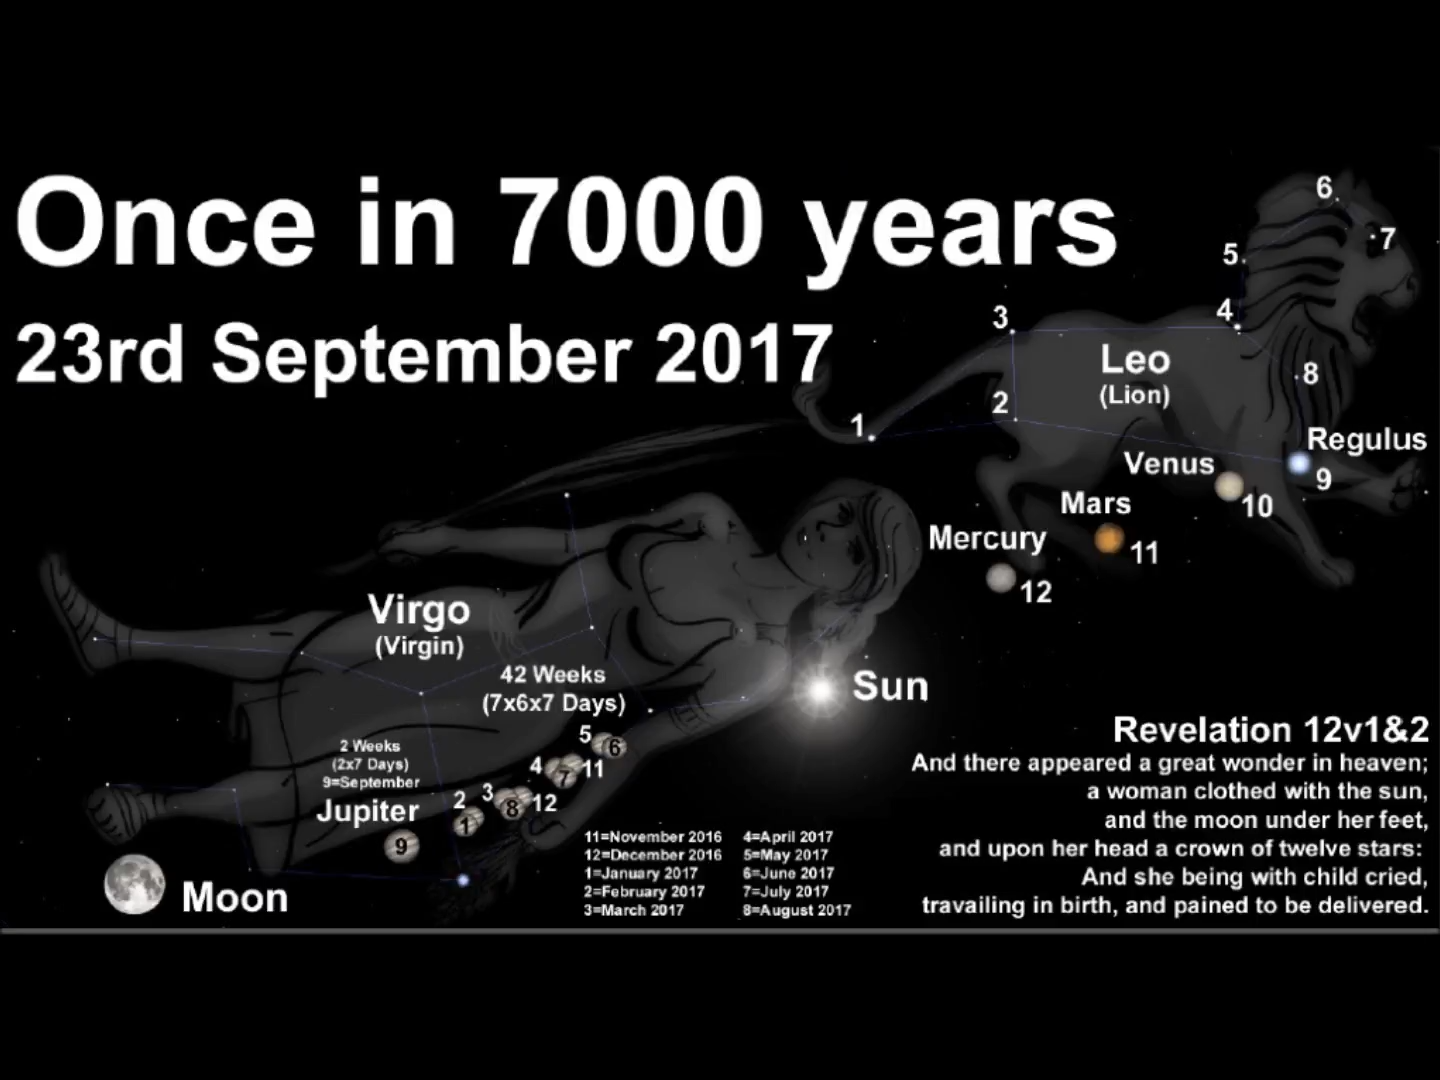 Once in 7000 years
23rd September 2017
6
7
5
4
3
Leo
(Lion)
8
2
1
Regulus
9
Venus
10
Mars
11
Mercury
12
Virgo
(Virgin)
42 Weeks
(7x6x7 Days)
Sun
5
6
4
7
11
2 Weeks
(2x7 Days)
9=September
Jupiter
2
3
8
12
1
9
Moon
11=November 2016
12=December 2016
1=January 2017
2=February 2017
3=March 2017
4=April 2017
5=May 2017
6=June 2017
7=July 2017
8=August 2017
Revelation 12v1&2
And there appeared a great wonder in heaven;
a woman clothed with the sun,
and the moon under her feet,
and upon her head a crown of twelve stars:
And she being with child cried,
travailing in birth, and pained to be delivered.